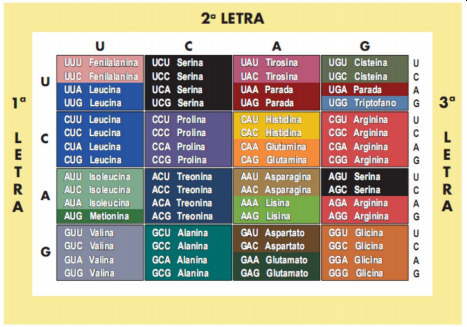 2ª LETRA
U C A G
1ª
L
E
T
R
A
U
UUU Fenilalanina UCU Serina UAU Tirosina UGU Cisteína U
UUC Fenilalanina UCC Serina UAC Tirosina UGC Cisteína C
UUA Leucina UCA Serina UAA Parada UGA Parada A
UUG Leucina UCG Serina UAG Parada UGG Triptofano G
C
CUU Leucina CCU Prolina CAU Histidina CGU Arginina U
CUC Leucina CCC Prolina CAC Histidina CGC Arginina C
CUA Leucina CCA Prolina CAA Glutamina CGA Arginina A
CUG Leucina CCG Prolina CAG Glutamina CGG Arginina G
A
AUU Isoleucina ACU Treonina AAU Asparagina AGU Serina U
AUC Isoleucina ACC Treonina AAC Asparagina AGC Serina C
AUA Isoleucina ACA Treonina AAA Lisina AGA Arginina A
AUG Metionina ACG Treonina AAG Lisina AGG Arginina G
G
GUU Valina GCU Alanina GAU Aspartato GGU Glicina U
GUC Valina GCC Alanina GAC Aspartato GGC Glicina C
GUA Valina GCA Alanina GAA Glutamato GGA Glicina A
GUG Valina GCG Alanina GAG Glutamato GGG Glicina G
3ª
L
E
T
R
A